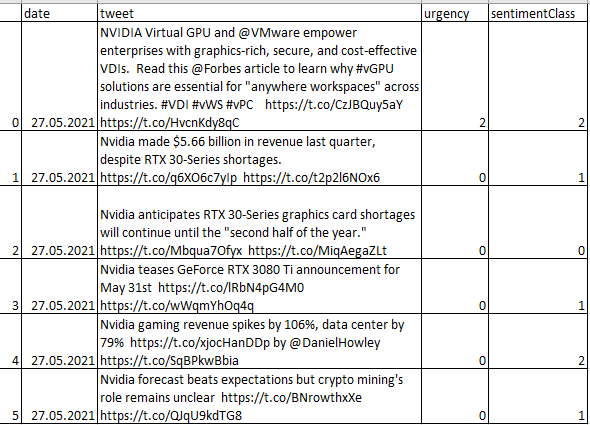 date tweet urgency sentimentClass
NVIDIA Virtual GPU and @VMware empower
enterprises with graphics-rich, secure, and cost-effective
VDIs.  Read this @Forbes article to learn why #vGPU
solutions are essential for "anywhere workspaces" across
industries. #VDI #vWS #vPC    https://t.co/CzJBQuy5aY
0 27.05.2021 https://t.co/HvcnKdy8qC 2 2
Nvidia made $5.66 billion in revenue last quarter,
despite RTX 30-Series shortages.
1 27.05.2021 https://t.co/q6XO6c7yIp  https://t.co/t2p2l6NOx6 0 1
Nvidia anticipates RTX 30-Series graphics card shortages
will continue until the "second half of the year."
2 27.05.2021 https://t.co/Mbqua7Ofyx  https://t.co/MiqAegaZLt 0 0
Nvidia teases GeForce RTX 3080 Ti announcement for
May 31st  https://t.co/lRbN4pG4M0
3 27.05.2021 https://t.co/wWqmYhOq4q 0 1
Nvidia gaming revenue spikes by 106%, data center by
79%  https://t.co/xjocHanDDp by @DanielHowley
4 27.05.2021 https://t.co/SqBPkwBbia 0 2
Nvidia forecast beats expectations but crypto mining's
role remains unclear  https://t.co/BNrowthxXe
5 27.05.2021 https://t.co/QJqU9kdTG8 0 1